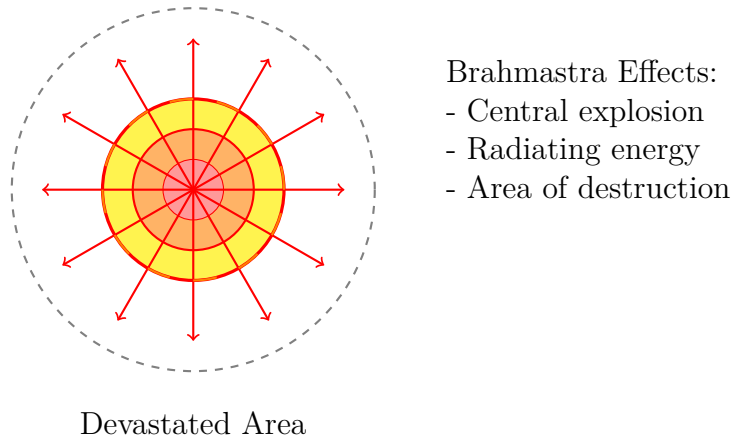 Brahmastra Effects:
- Central explosion
- Radiating energy
- Area of destruction
Devastated Area